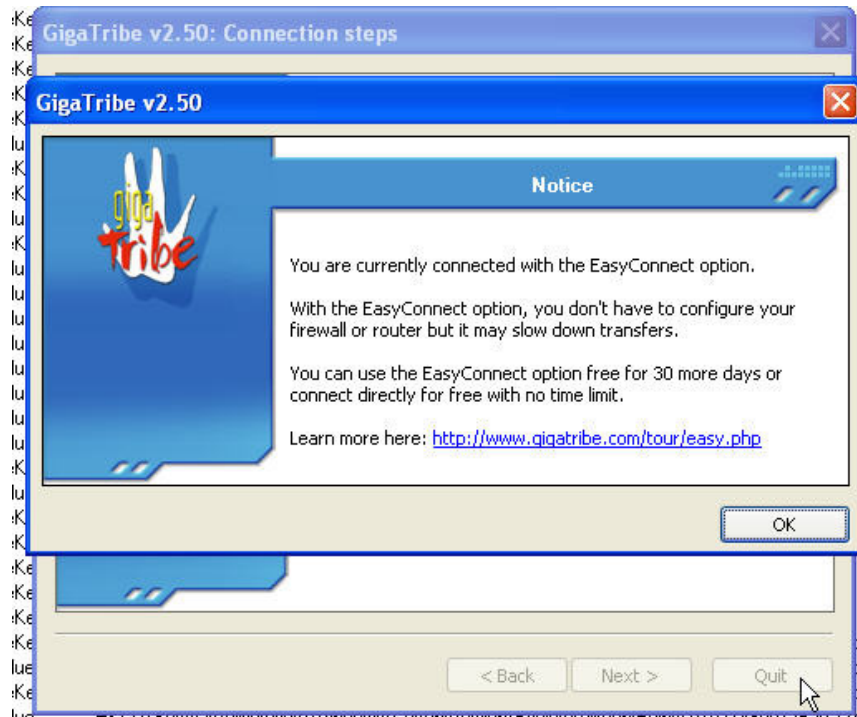 GigaTribe v2.50: Connection steps
GigaTribe v2.50
giga
tribe
Notice
You are currently connected with the EasyConnect option.
With the EasyConnect option, you don't have to configure your
firewall or router but it may slow down transfers.
You can use the EasyConnect option free for 30 more days or
connect directly for free with no time limit.
Learn more here: http://www.gigatribe.com/tour/easy.php
OK
< Back
Next >
Quit